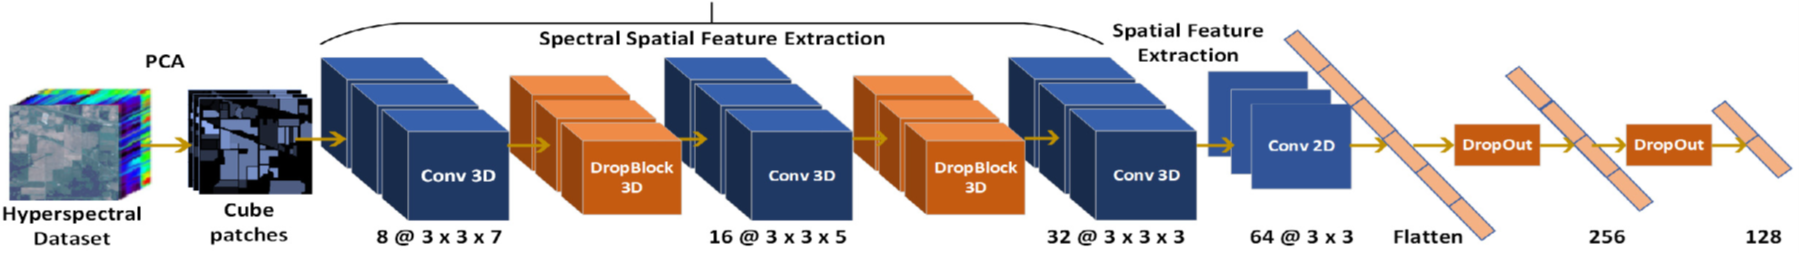 PCA
Spectral Spatial Feature Extraction
Spatial Feature
Extraction
Conv 3D
DropBlock
3D
Conv 3D
DropBlock
3D
Conv 3D
Conv 2D
DropOut
DropOut
Hyperspectral
Dataset
Cube
patches
8 @ 3 x 3 x 7
16 @ 3 x 3 x 5
32 @ 3 x 3 x 3
64 @ 3 x 3
Flatten
256
128